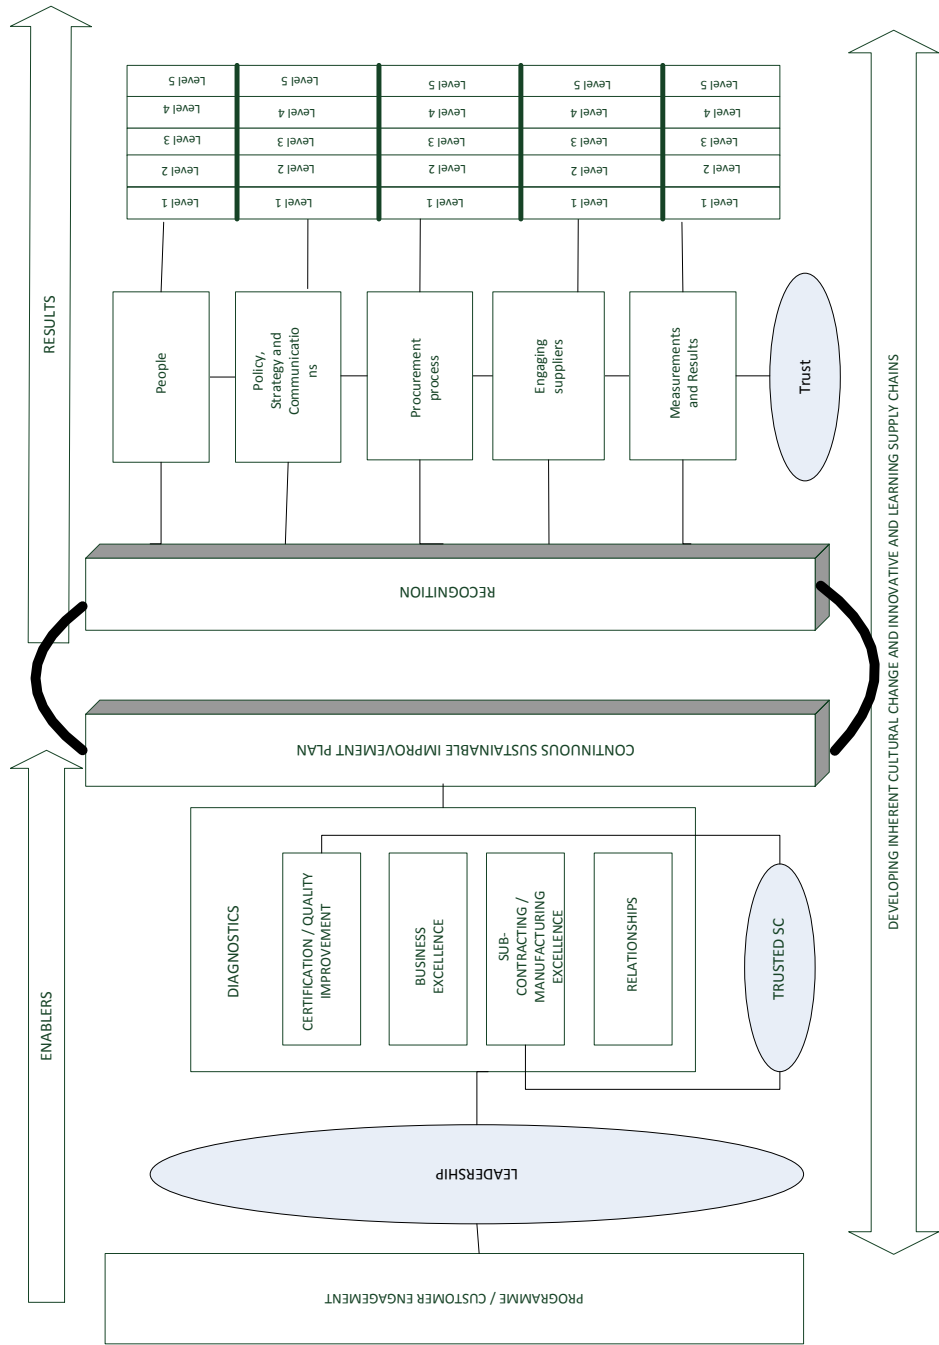 RESULTS
ENABLERS
PROGRAMME / CUSTOMER ENGAGEMENT
LEADERSHIP
DIAGNOSTICS
CERTIFICATION / QUALITY
IMPROVEMENT
BUSINESS
EXCELLENCE
SUB-
CONTRACTING /
MANUFACTURING
EXCELLENCE
RELATIONSHIPS
TRUSTED SC
CONTINUOUS SUSTAINABLE IMPROVEMENT PLAN
RECOGNITION
People
Policy,
Strategy and
Communicatio
ns
Procurement
process
Engaging
suppliers
Measurements
and Results
Trust
Level 1
Level 2
Level 3
Level 4
Level 5
Level 1
Level 2
Level 3
Level 4
Level 5
Level 1
Level 2
Level 3
Level 4
Level 5
Level 1
Level 2
Level 3
Level 4
Level 5
Level 1
Level 2
Level 3
Level 4
Level 5
DEVELOPING INHERENT CULTURAL CHANGE AND INNOVATIVE AND LEARNING SUPPLY CHAINS